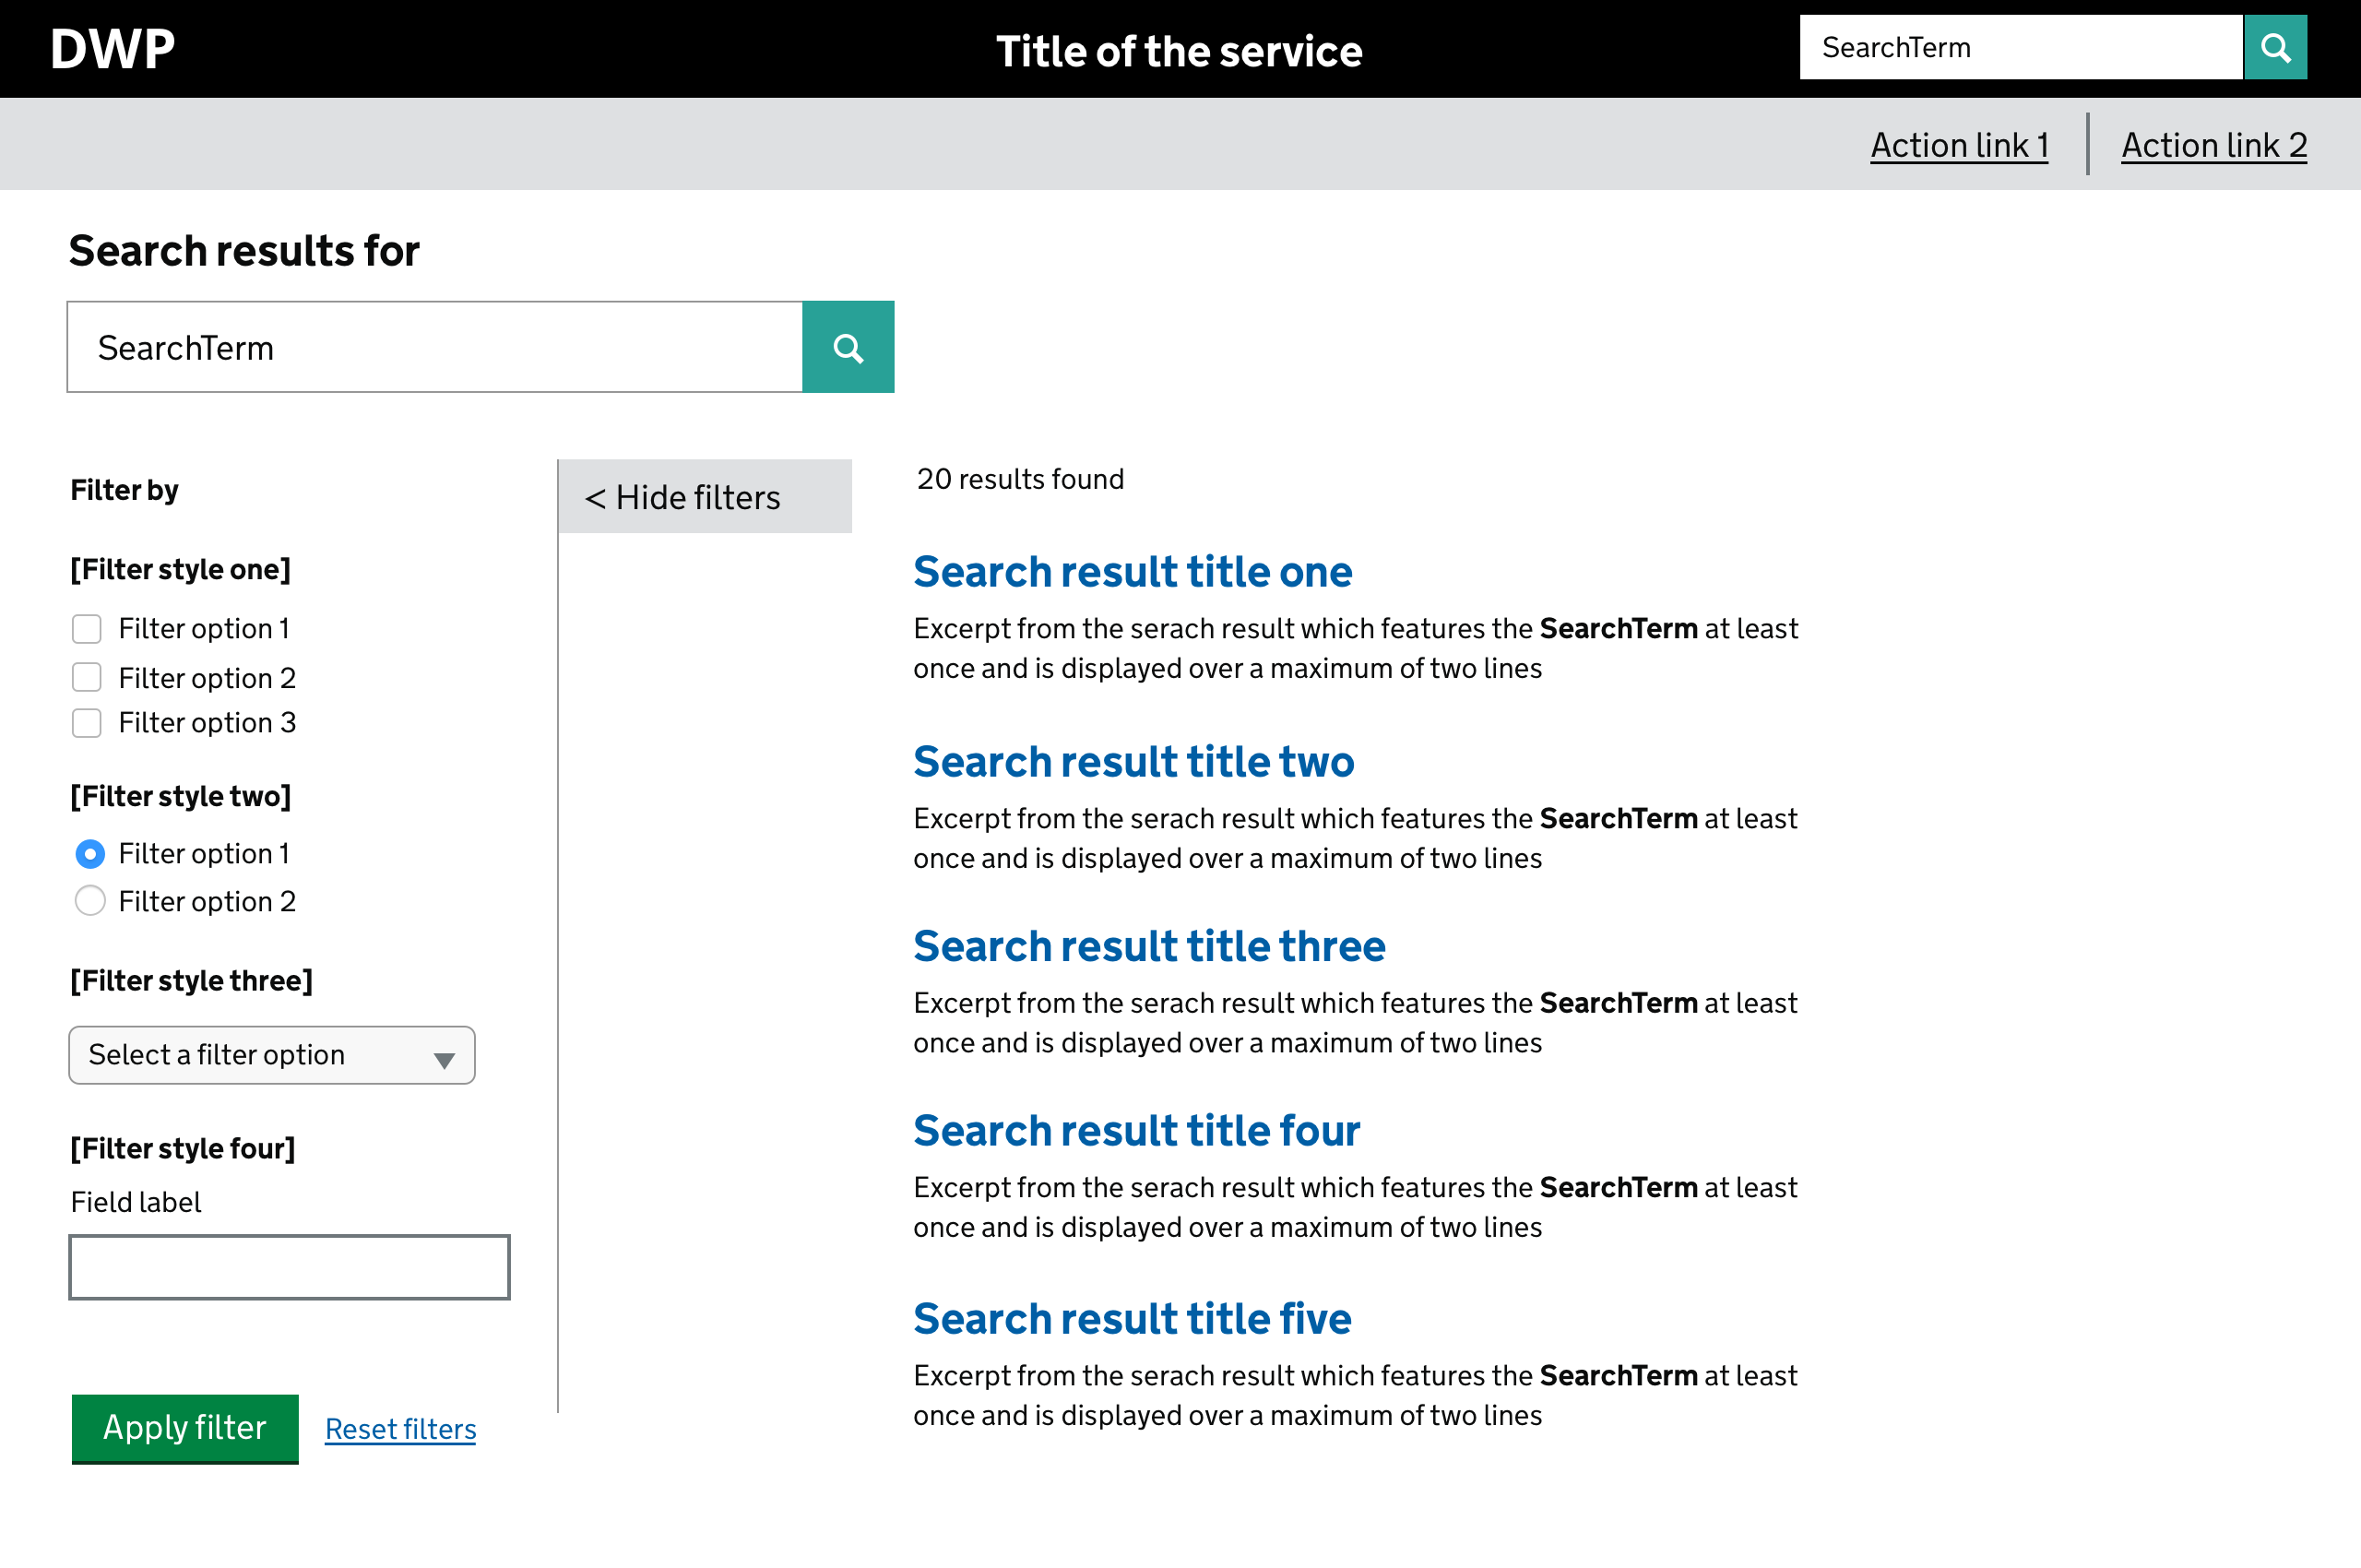 DWP
Title of the service
SearchTerm
Action link 1
Action link 2
Search results for
SearchTerm
Filter by
[Filter style one]
Filter option 1
Filter option 2
Filter option 3
[Filter style two]
Filter option 1
Filter option 2
[Filter style three]
Select a filter option
[Filter style four]
Field label
Apply filter
Reset filters
< Hide filters
20 results found
Search result title one
Excerpt from the serach result which features the SearchTerm at least
once and is displayed over a maximum of two lines
Search result title two
Excerpt from the serach result which features the SearchTerm at least
once and is displayed over a maximum of two lines
Search result title three
Excerpt from the serach result which features the SearchTerm at least
once and is displayed over a maximum of two lines
Search result title four
Excerpt from the serach result which features the SearchTerm at least
once and is displayed over a maximum of two lines
Search result title five
Excerpt from the serach result which features the SearchTerm at least
once and is displayed over a maximum of two lines